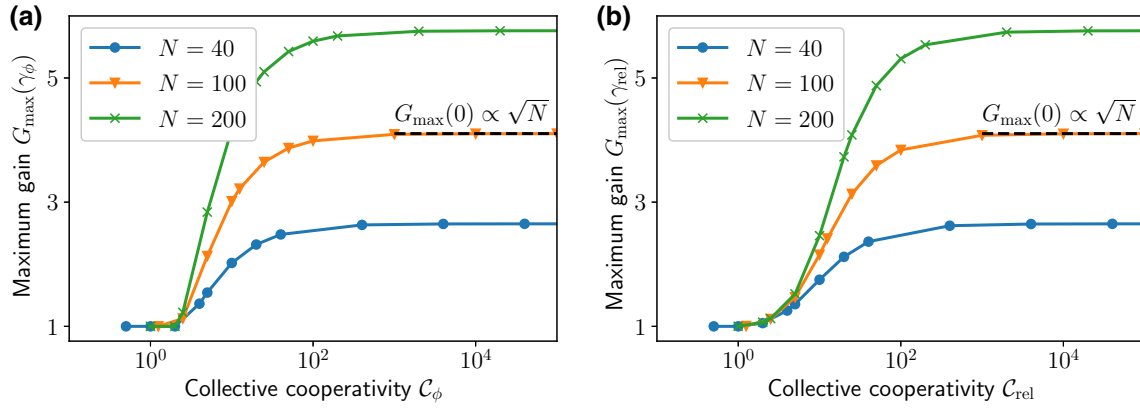 (a)
Maximum gain G_max(γ_ϕ)
5
3
1
N = 40
N = 100
N = 200
G_max(0) ∝ √N
10^0
10^2
10^4
Collective cooperativity 𝒞_ϕ
(b)
Maximum gain G_max(γ_rel)
5
3
1
N = 40
N = 100
N = 200
G_max(0) ∝ √N
10^0
10^2
10^4
Collective cooperativity 𝒞_rel